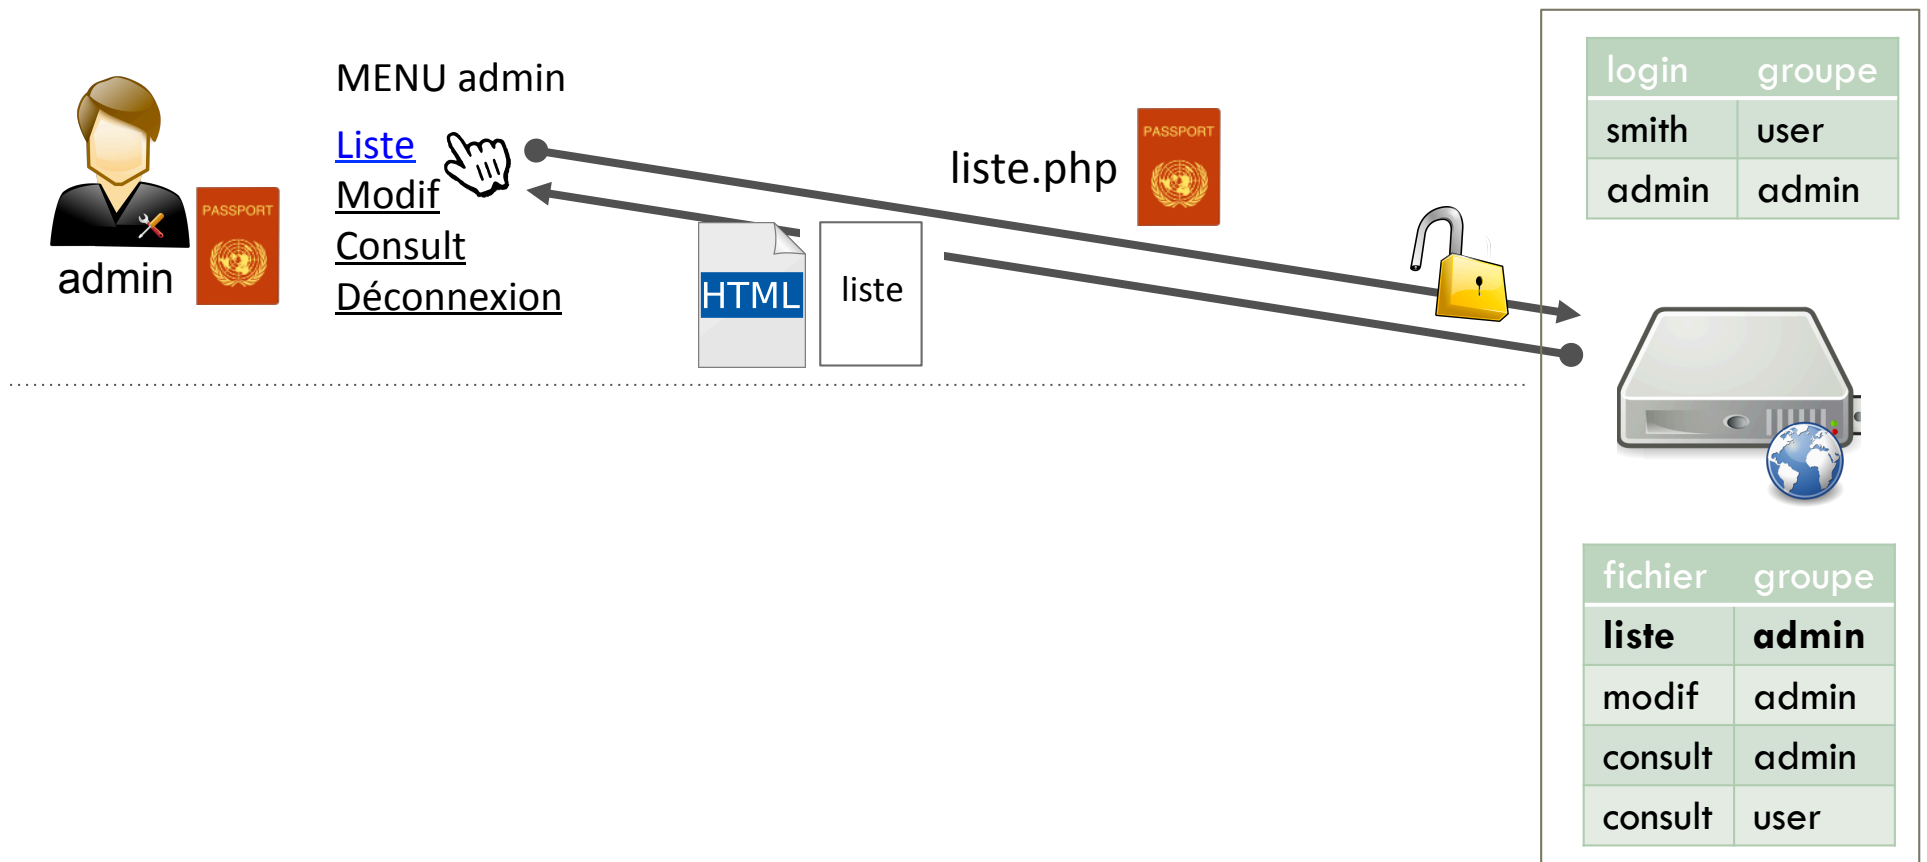 MENU admin
Liste
Modif
Consult
Déconnexion
PASSPORT
admin
liste.php
PASSPORT
HTML
liste
login groupe
smith user
admin admin
fichier groupe
liste admin
modif admin
consult admin
consult user